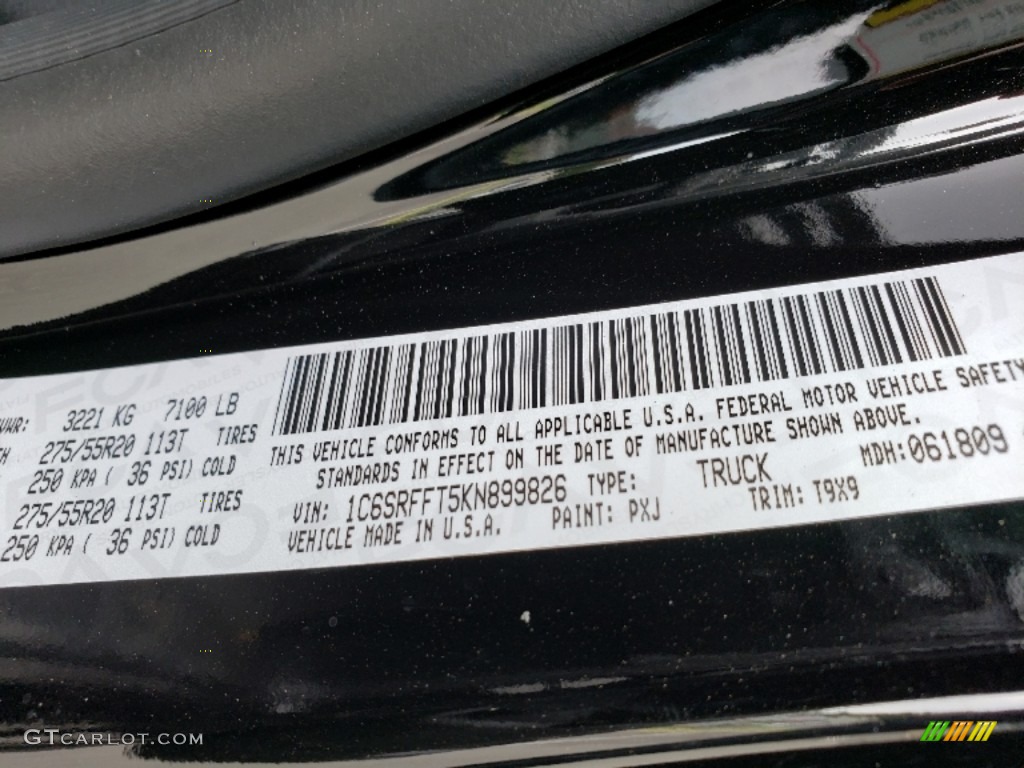 VWR: 3221 KG 7100 LB
275/55R20 113T TIRES
250 KPA ( 36 PSI) COLD
275/55R20 113T TIRES
250 KPA ( 36 PSI) COLD
THIS VEHICLE CONFORMS TO ALL APPLICABLE U.S.A. FEDERAL MOTOR VEHICLE SAFETY
STANDARDS IN EFFECT ON THE DATE OF MANUFACTURE SHOWN ABOVE.
VIN: 1C6SRFFT5KN899826 TYPE: TRUCK MDH:061809
VEHICLE MADE IN U.S.A. PAINT: PXJ TRIM: T9X9
GTCARLOT.COM